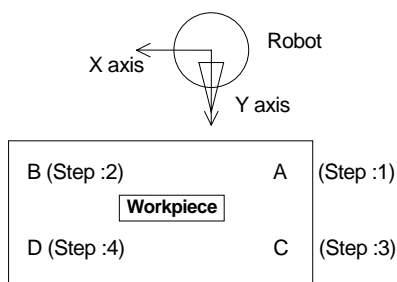 Robot
X axis
Y axis
B (Step :2) A (Step :1)
Workpiece
D (Step :4) C (Step :3)